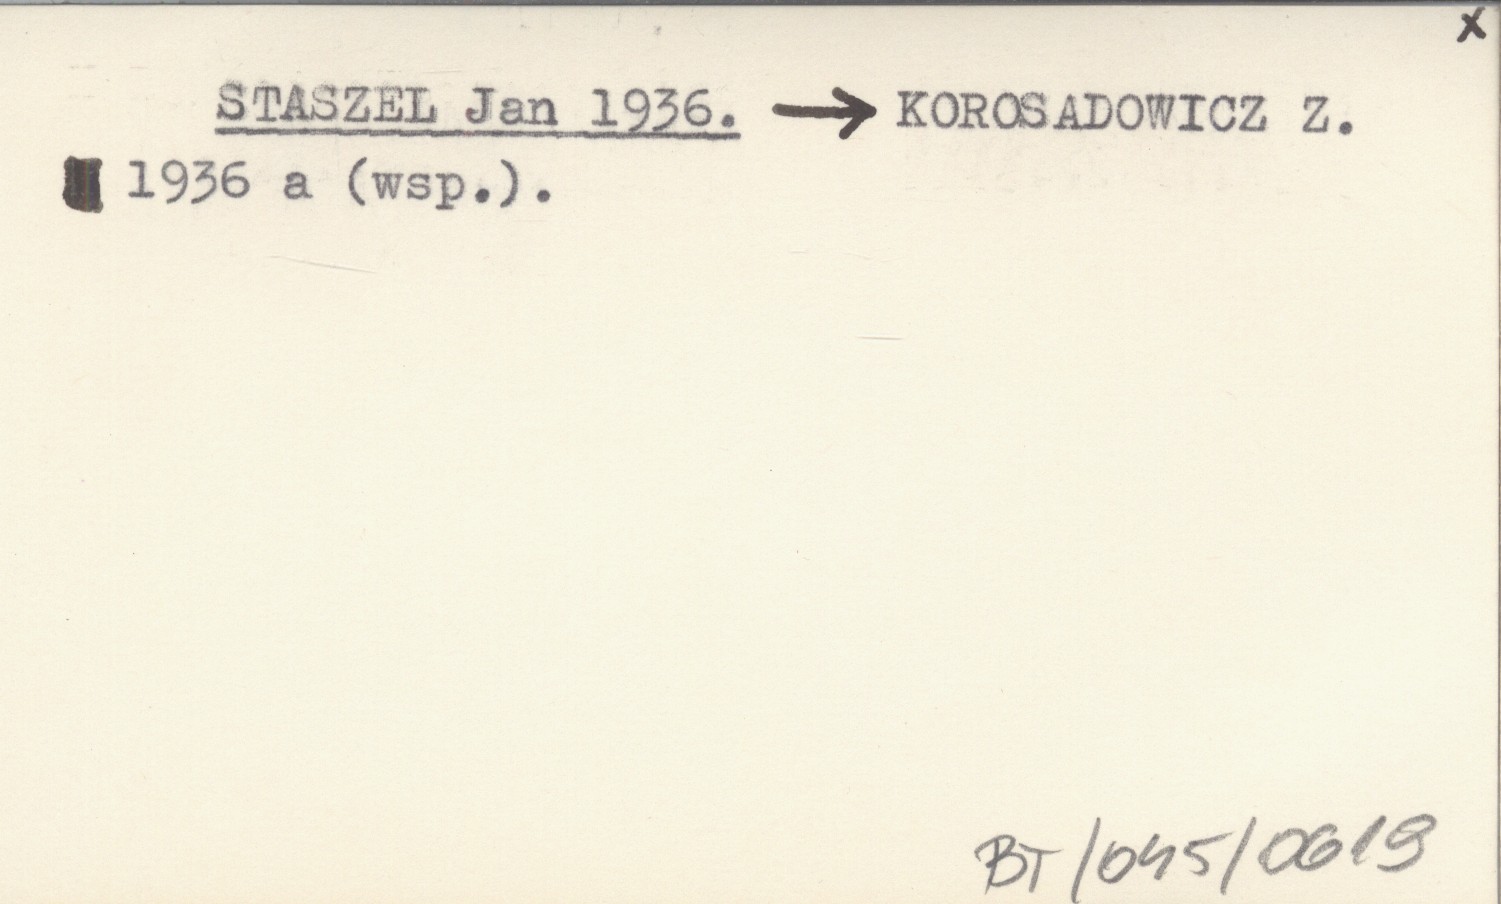 x
STASZEL Jan 1936. → KOROSADOWICZ Z.
1936 a (wsp.).
BT/045/0619